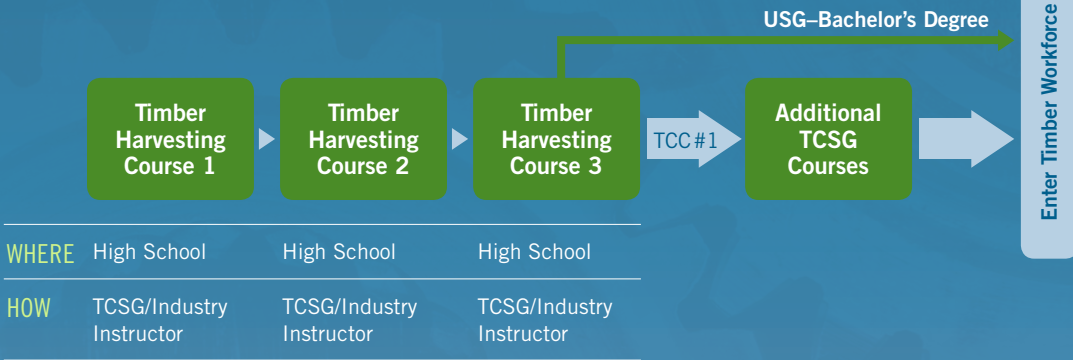 USG–Bachelor's Degree
Timber
Harvesting
Course 1
Timber
Harvesting
Course 2
Timber
Harvesting
Course 3
TCC #1
Additional
TCSG
Courses
Enter Timber Workforce
WHERE High School High School High School
HOW TCSG/Industry TCSG/Industry TCSG/Industry
Instructor Instructor Instructor